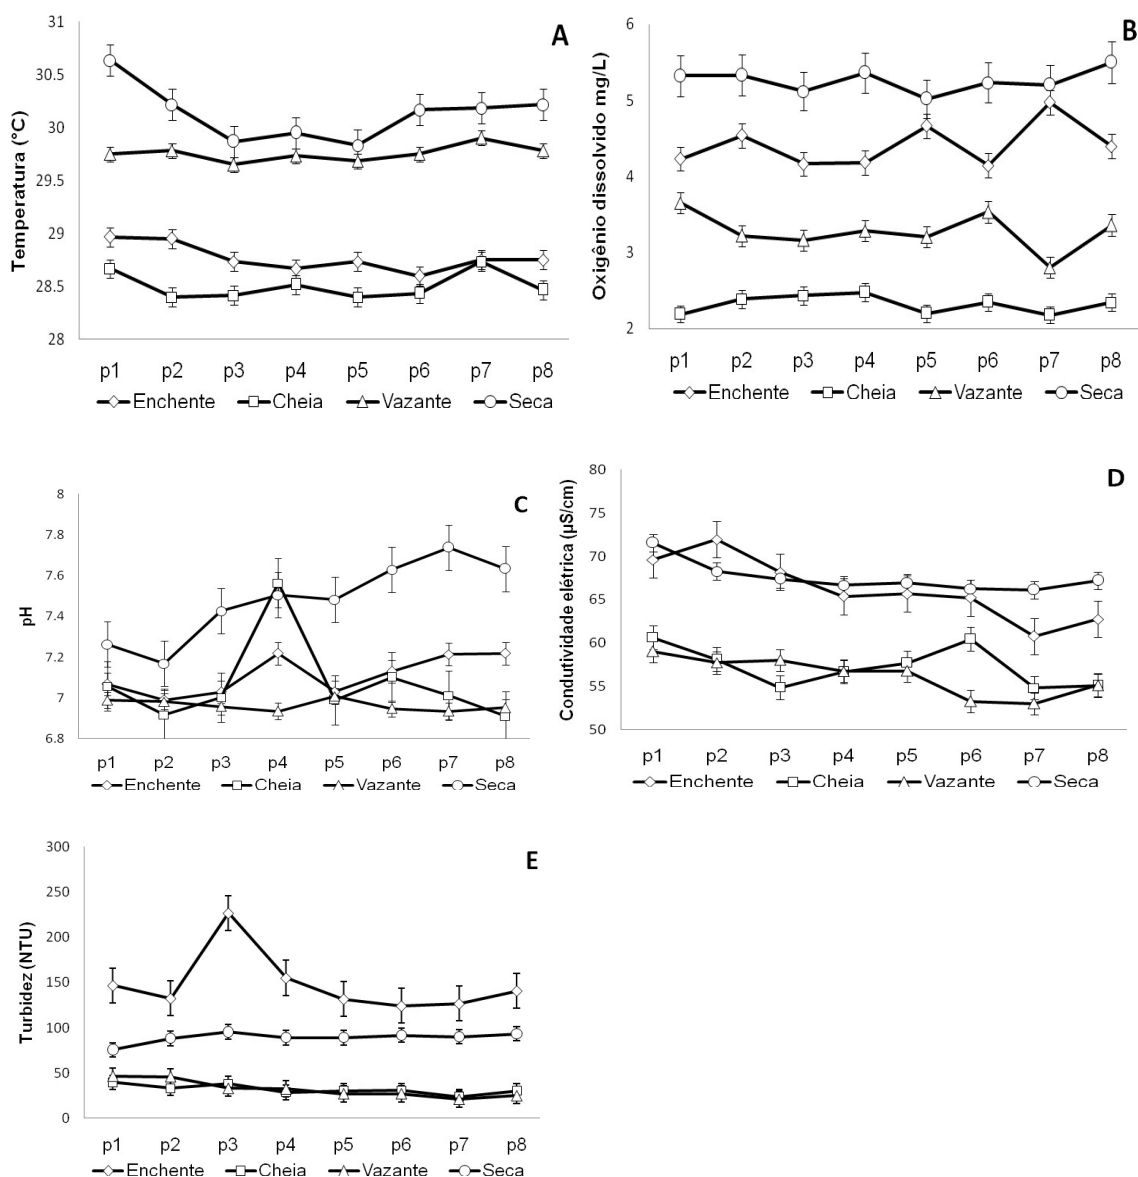 A
Temperatura (°C)
31
30.5
30
29.5
29
28.5
28
p1 p2 p3 p4 p5 p6 p7 p8
Enchente Cheia Vazante Seca
B
Oxigênio dissolvido mg/L)
6
5
4
3
2
p1 p2 p3 p4 p5 p6 p7 p8
Enchente Cheia Vazante Seca
C
pH
8
7.8
7.6
7.4
7.2
7
6.8
p1 p2 p3 p4 p5 p6 p7 p8
Enchente Cheia Vazante Seca
D
Condutividade elétrica (µS/cm)
80
75
70
65
60
55
50
p1 p2 p3 p4 p5 p6 p7 p8
Enchente Cheia Vazante Seca
E
Turbidez (NTU)
300
250
200
150
100
50
0
p1 p2 p3 p4 p5 p6 p7 p8
Enchente Cheia Vazante Seca